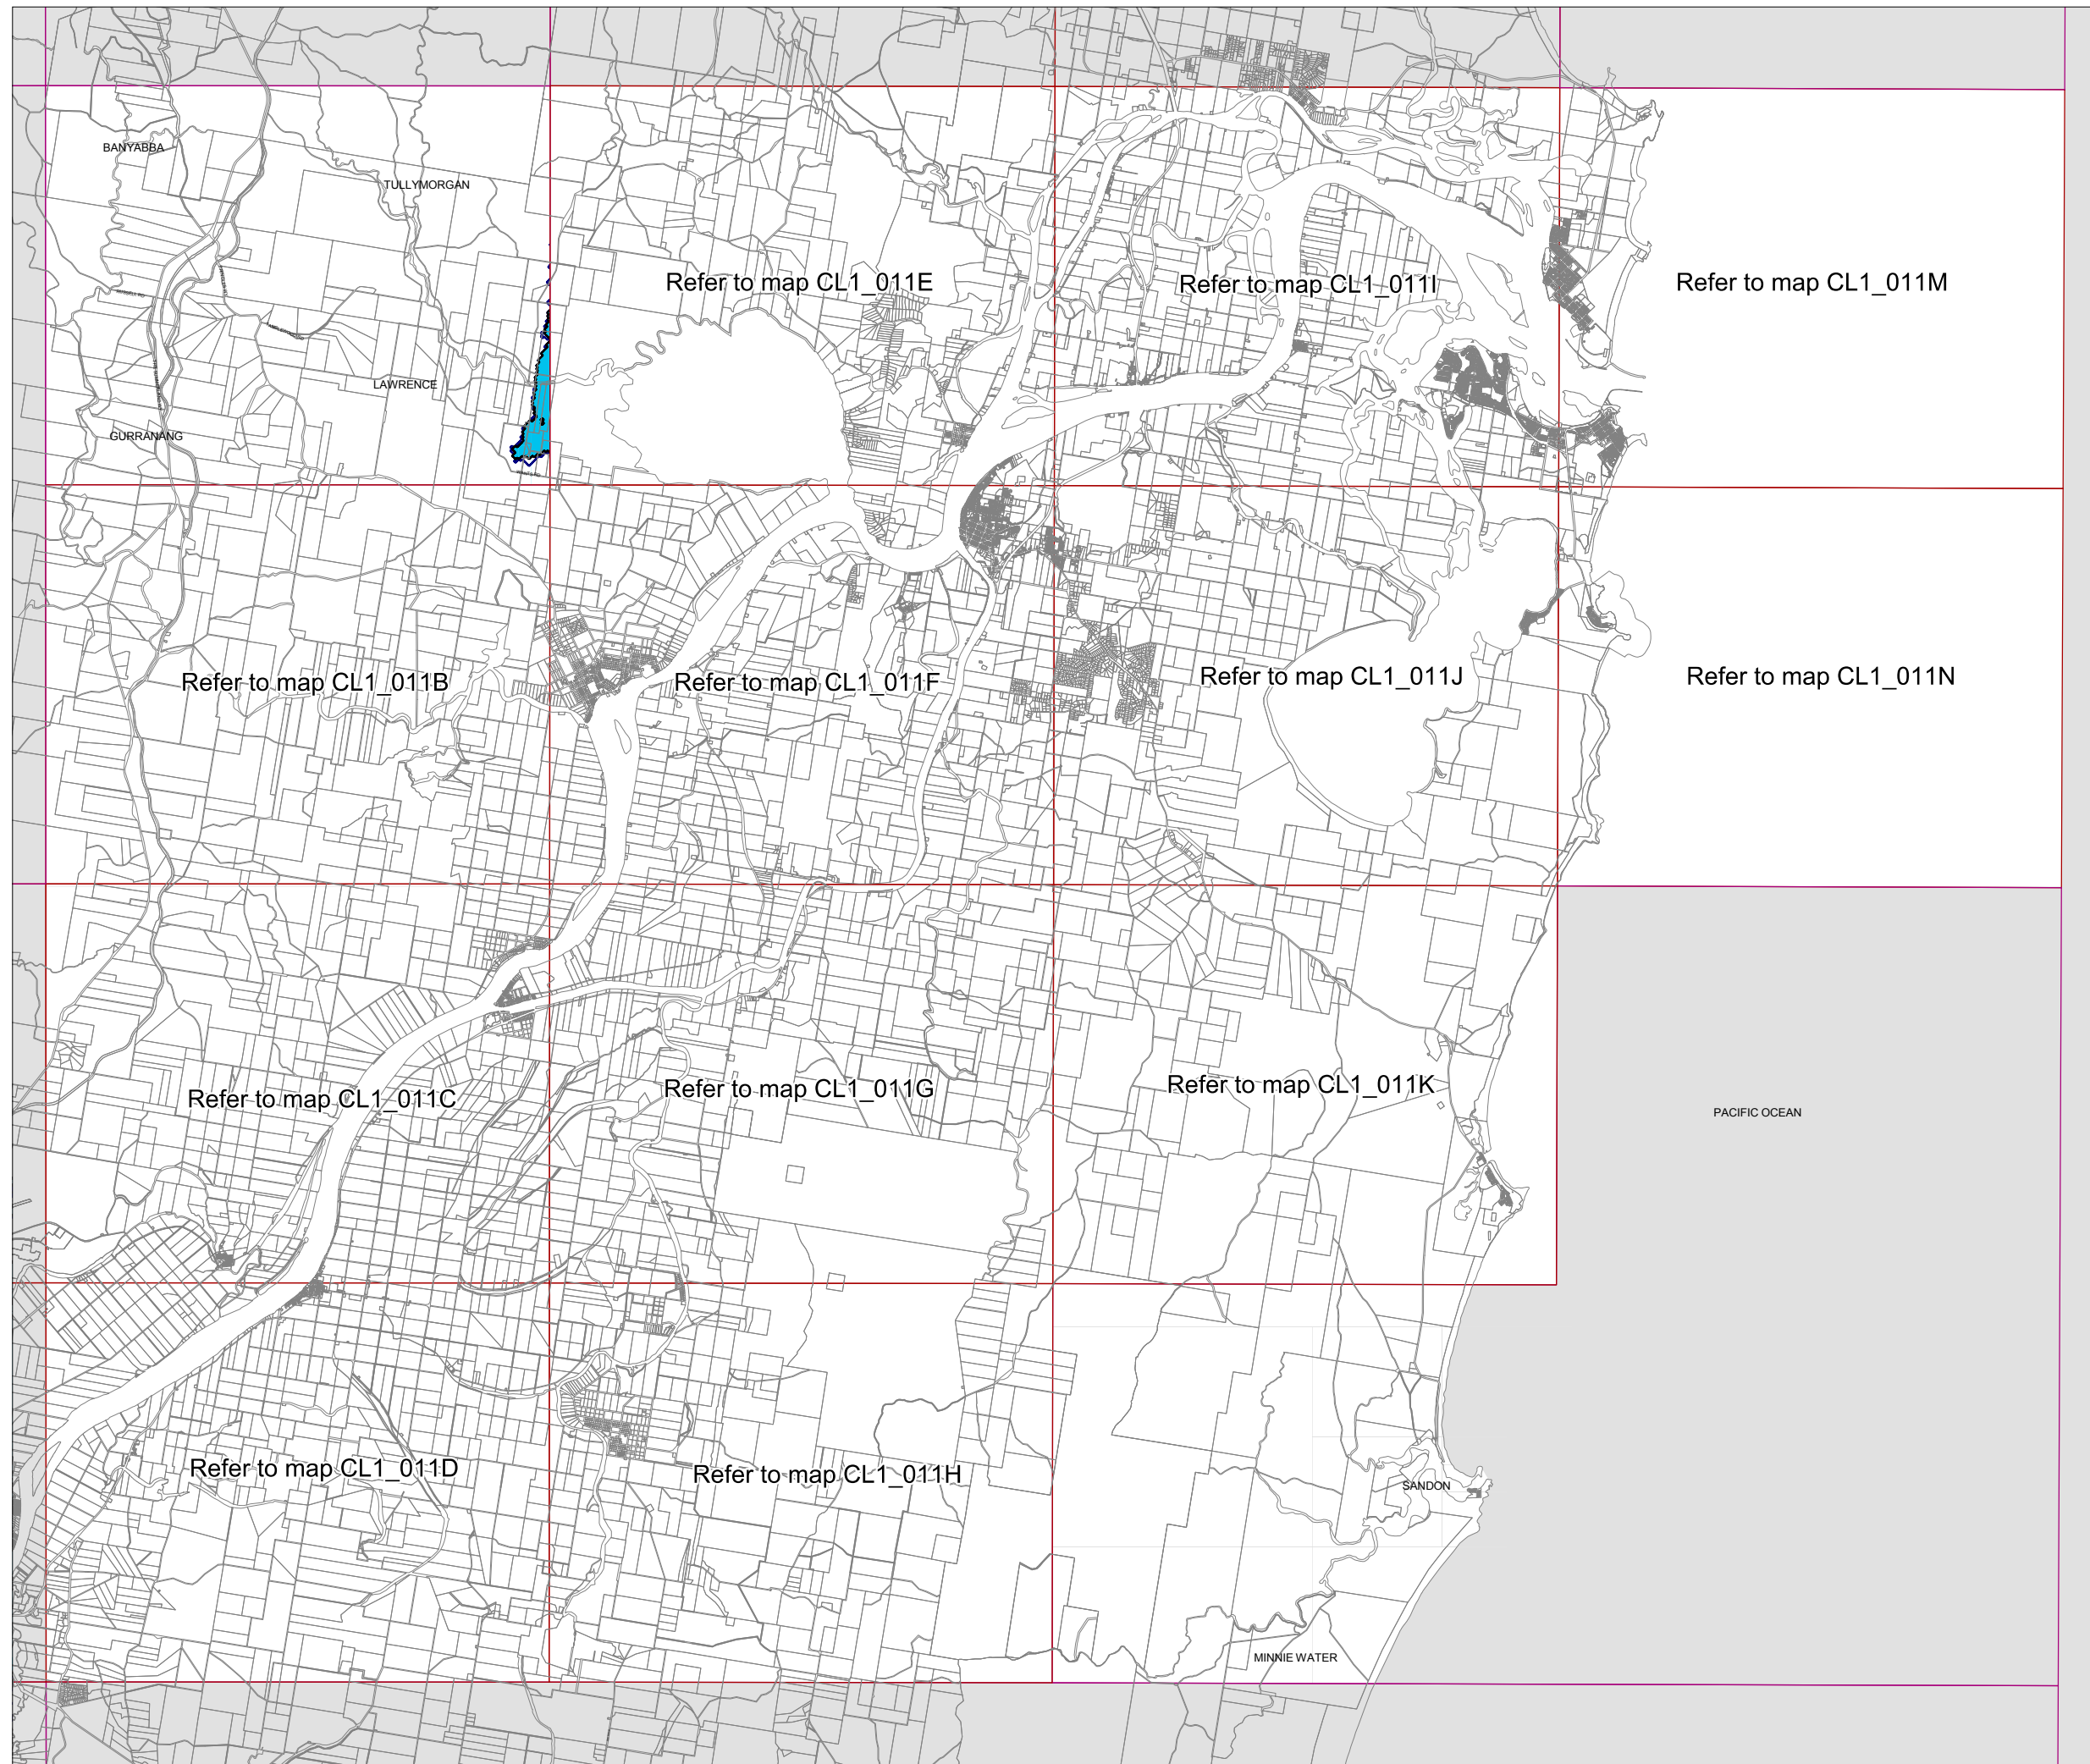 BANYABBA
TULLYMORGAN
Refer to map CL1_011E
Refer to map CL1_011I
Refer to map CL1_011M
LAWRENCE
GURRANANG
Refer to map CL1_011B
Refer to map CL1_011F
Refer to map CL1_011J
Refer to map CL1_011N
Refer to map CL1_011C
Refer to map CL1_011G
Refer to map CL1_011K
PACIFIC OCEAN
Refer to map CL1_011D
Refer to map CL1_011H
SANDON
MINNIE WATER